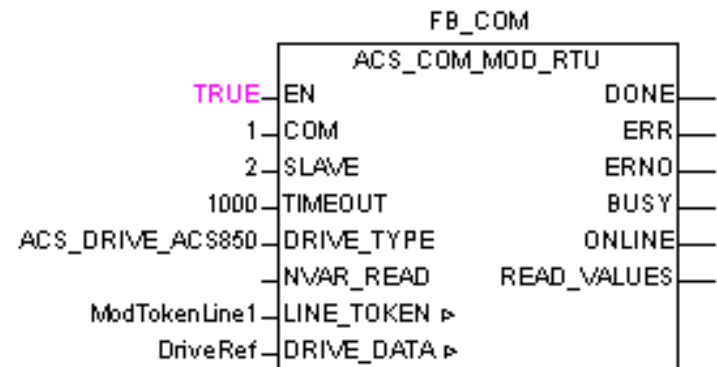 FB_COM
ACS_COM_MOD_RTU
TRUE EN DONE
1 COM ERR
2 SLAVE ERNO
1000 TIMEOUT BUSY
ACS_DRIVE_ACS850 DRIVE_TYPE ONLINE
NVAR_READ READ_VALUES
ModTokenLine1 LINE_TOKEN ▹
DriveRef DRIVE_DATA ▹